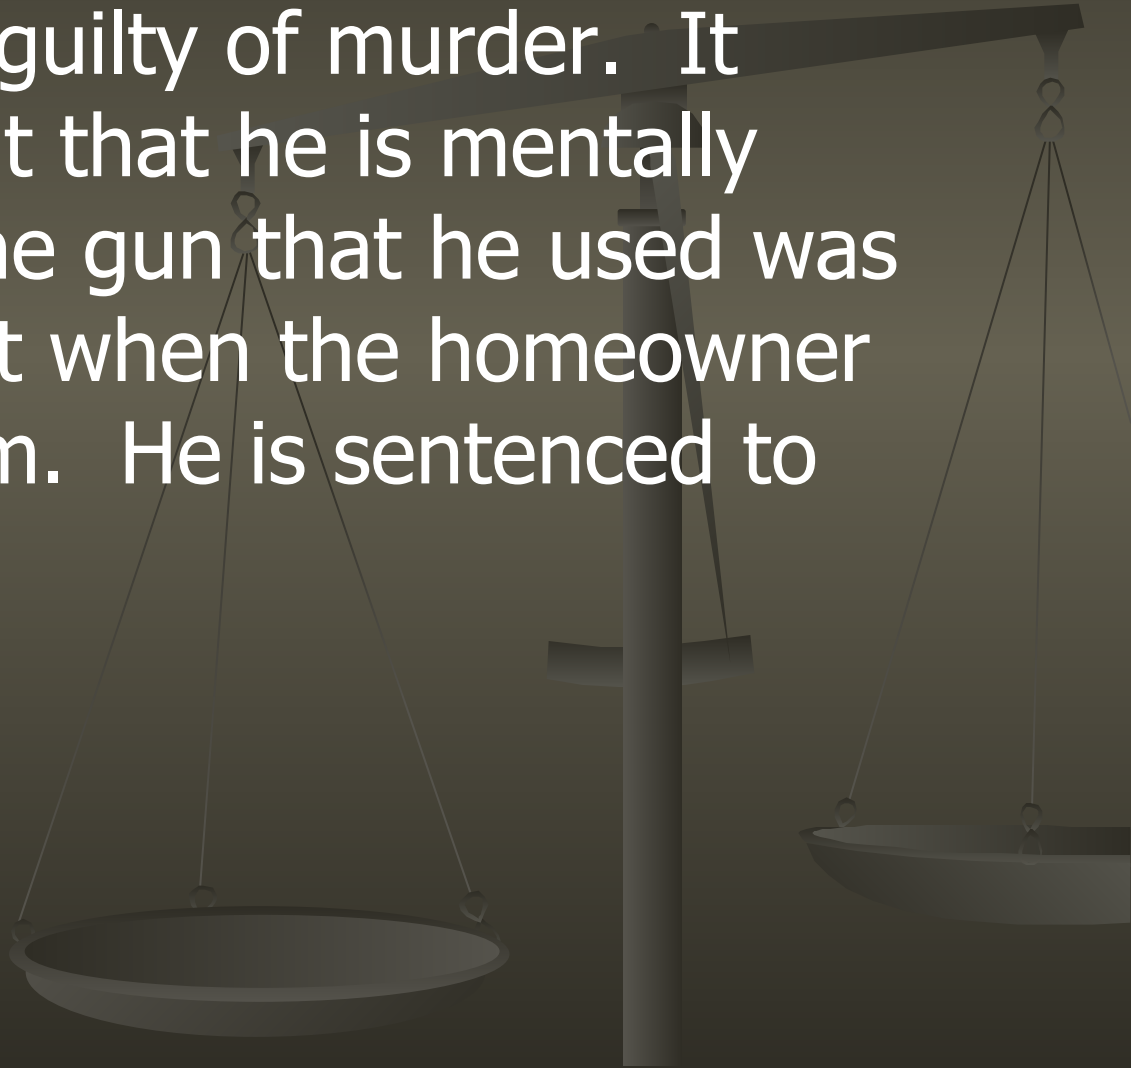 guilty of murder. It
t that he is mentally
he gun that he used was
t when the homeowner
m. He is sentenced to